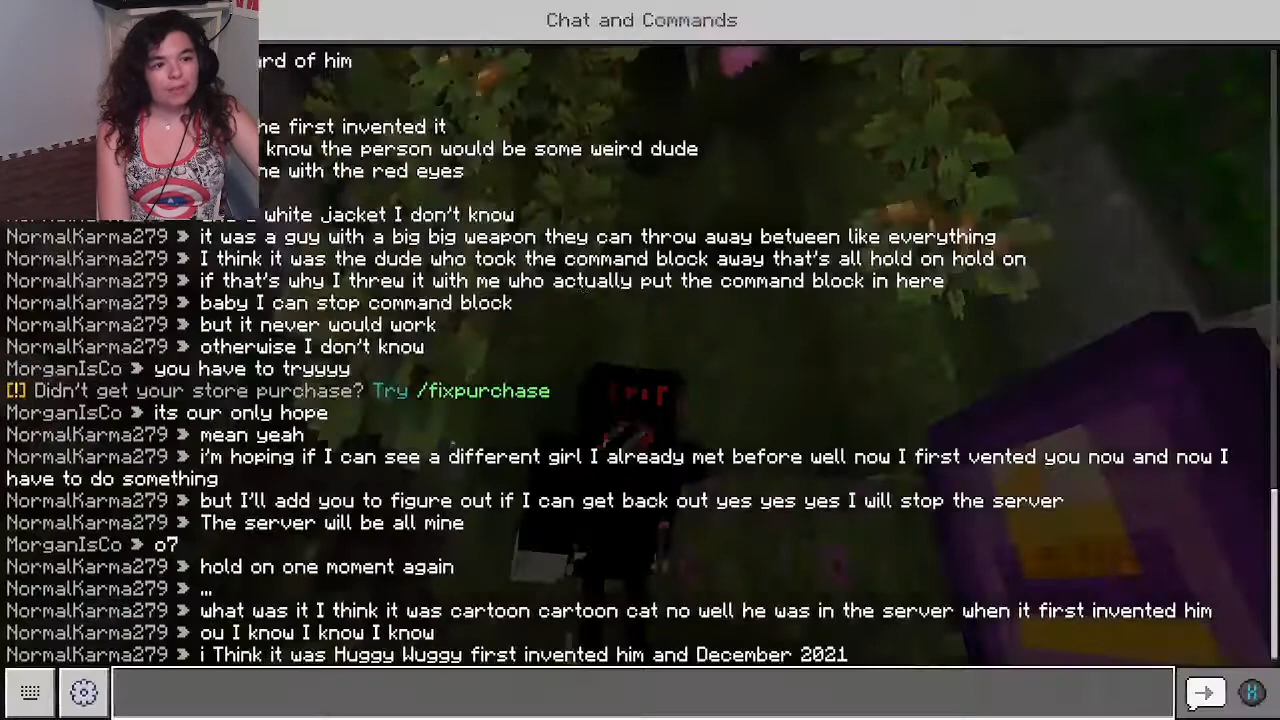 Chat and Commands
ard of him
he first invented it
know the person would be some weird dude
me with the red eyes
white jacket I don't know
NormalKarma279 » it was a guy with a big big weapon they can throw away between like everything
NormalKarma279 » I think it was the dude who took the command block away that's all hold on hold on
NormalKarma279 » if that's why I threw it with me who actually put the command block in here
NormalKarma279 » baby I can stop command block
NormalKarma279 » but it never would work
NormalKarma279 » otherwise I don't know
MorganIsCo » you have to tryyyy
[!] Didn't get your store purchase? Try /fixpurchase
MorganIsCo » its our only hope
NormalKarma279 » mean yeah
NormalKarma279 » i'm hoping if I can see a different girl I already met before well now I first vented you now and now I
have to do something
NormalKarma279 » but I'll add you to figure out if I can get back out yes yes yes I will stop the server
NormalKarma279 » The server will be all mine
MorganIsCo » o7
NormalKarma279 » hold on one moment again
NormalKarma279 » ...
NormalKarma279 » what was it I think it was cartoon cartoon cat no well he was in the server when it first invented him
NormalKarma279 » ou I know I know I know
NormalKarma279 » i Think it was Huggy Wuggy first invented him and December 2021